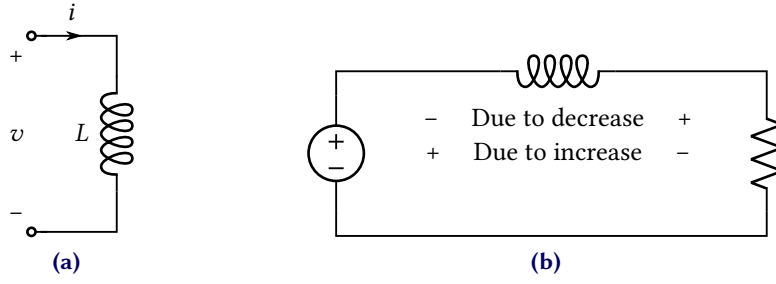 i
+
v
L
−
(a)
+
−
− Due to decrease +
+ Due to increase −
(b)